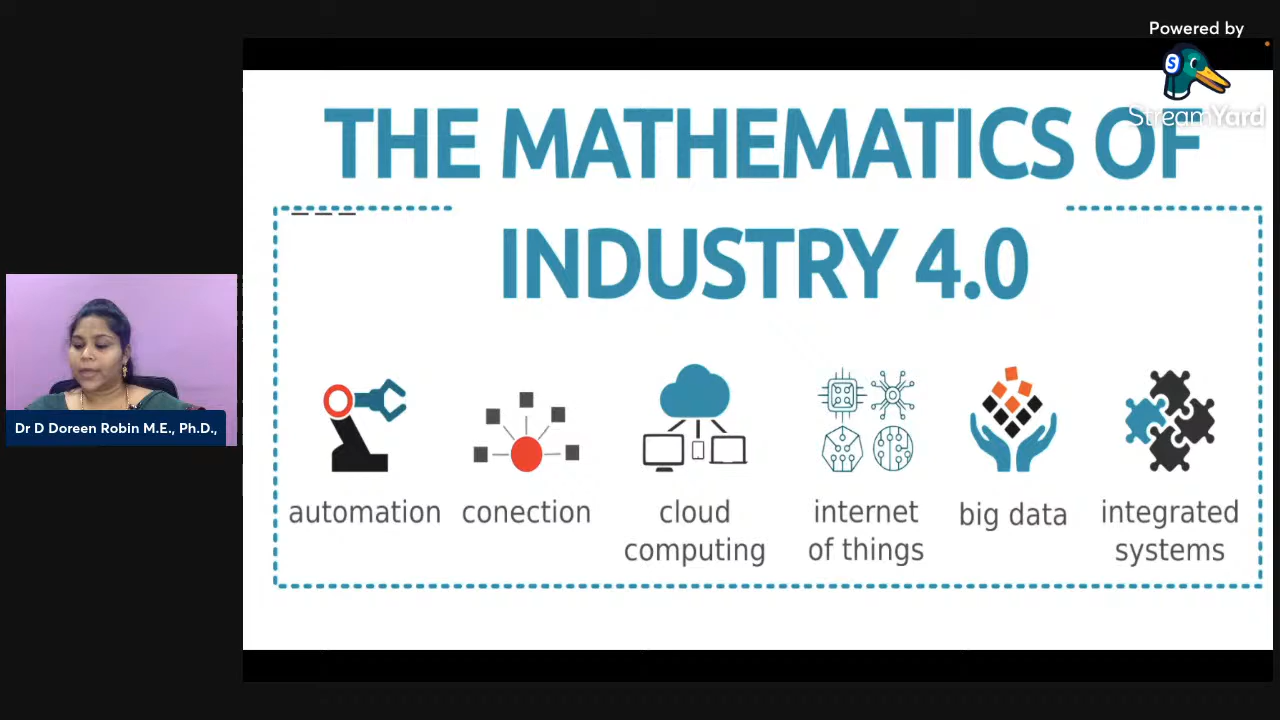 Powered by
S
StreamYard
THE MATHEMATICS OF
INDUSTRY 4.0
automation
conection
cloud
computing
internet
of things
big data
integrated
systems
Dr D Doreen Robin M.E., Ph.D.,